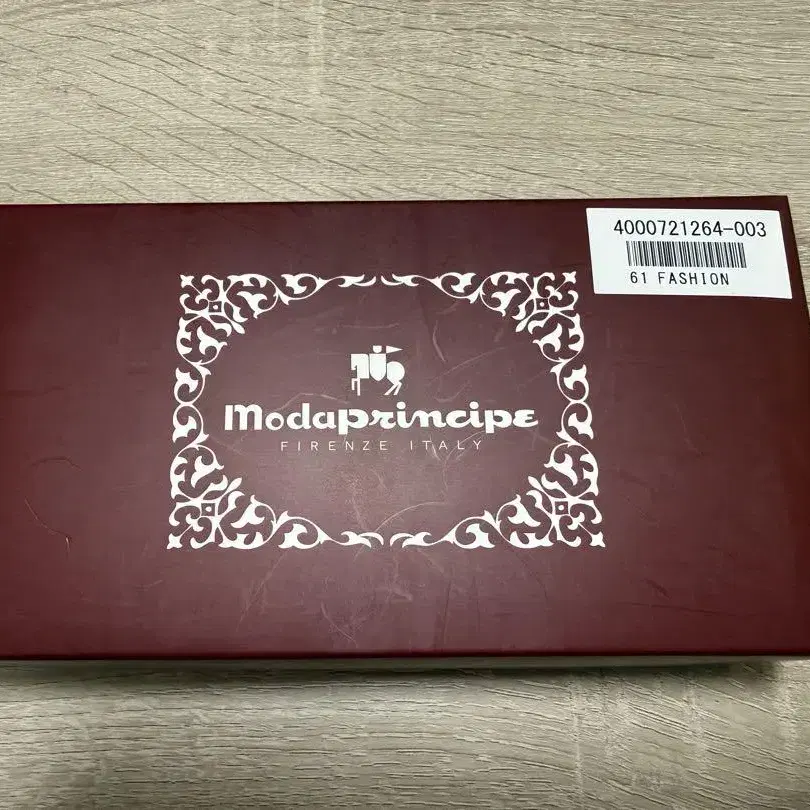 4000721264-003
61 FASHION
Modaprincipe
FIRENZE ITALY